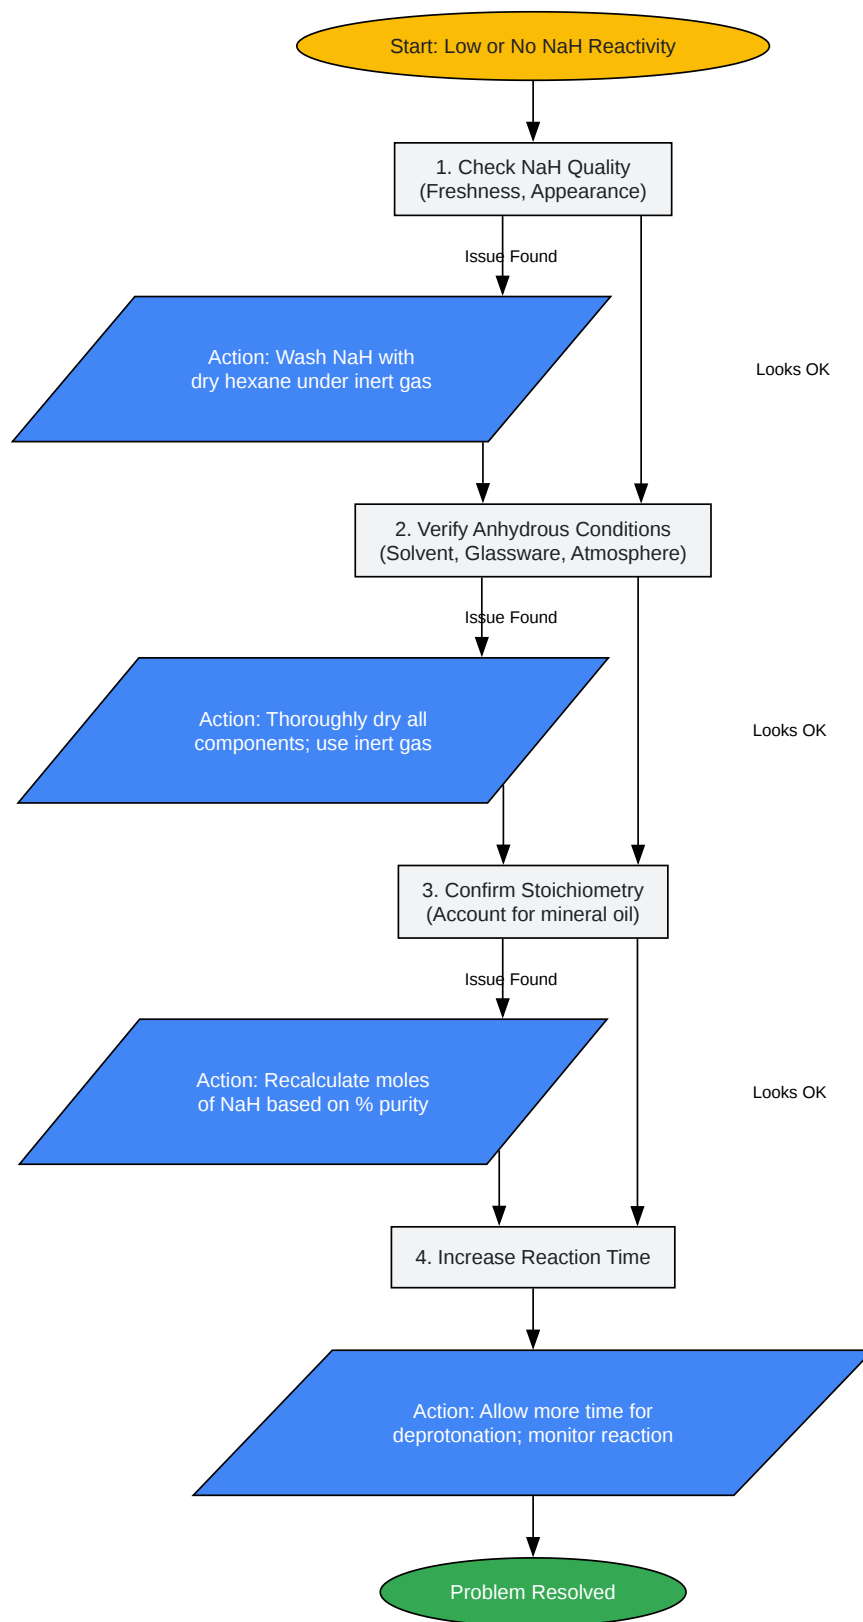 Start: Low or No NaH Reactivity
1. Check NaH Quality
(Freshness, Appearance)
Issue Found
Action: Wash NaH with
dry hexane under inert gas
Looks OK
2. Verify Anhydrous Conditions
(Solvent, Glassware, Atmosphere)
Issue Found
Action: Thoroughly dry all
components; use inert gas
Looks OK
3. Confirm Stoichiometry
(Account for mineral oil)
Issue Found
Action: Recalculate moles
of NaH based on % purity
Looks OK
4. Increase Reaction Time
Action: Allow more time for
deprotonation; monitor reaction
Problem Resolved